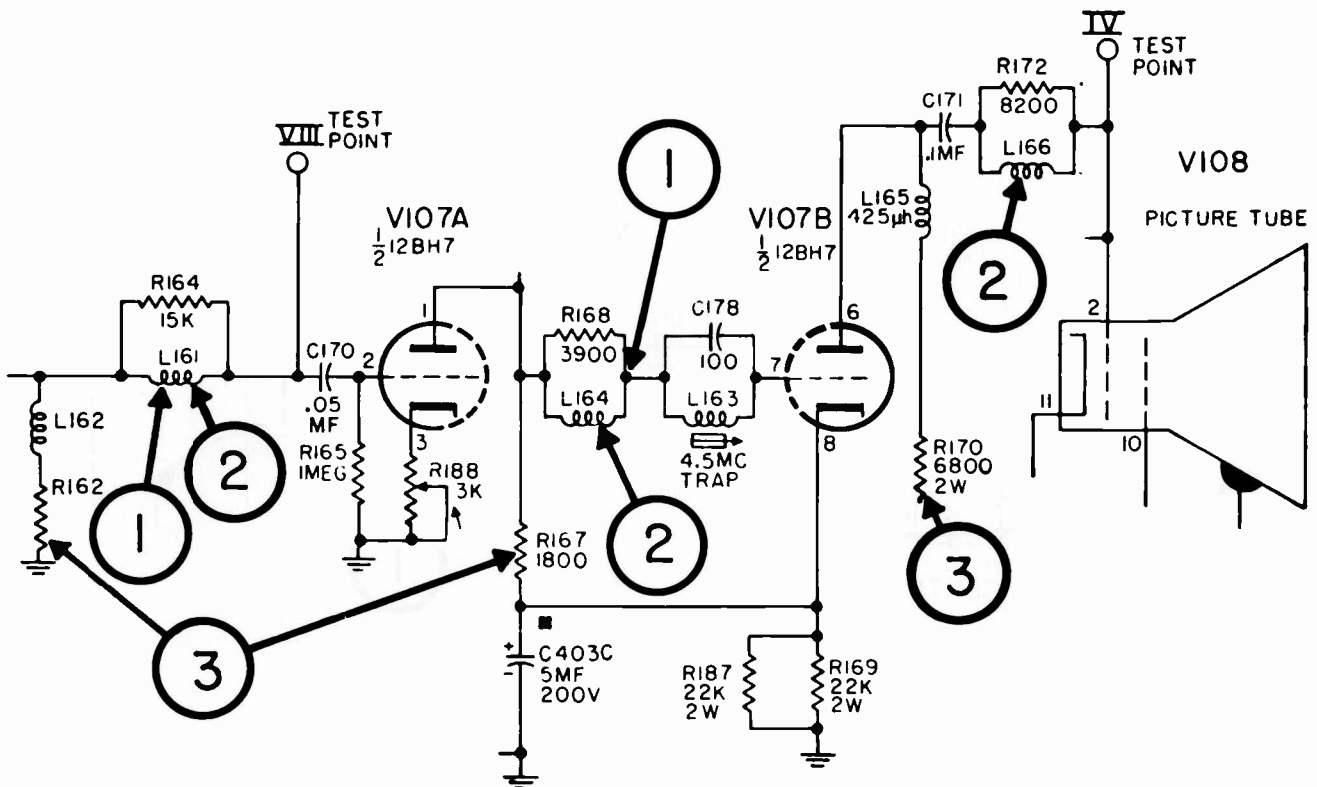 IV
TEST
POINT
R172
8200
C171
.1MF
L166
V108
PICTURE TUBE
VIII
TEST
POINT
1
V107A
1/2 12BH7
V107B
1/2 12BH7
L165
425µh
2
R164
15K
L161
C170
.05
MF
2
1
3
R168
3900
L164
C178
100
L163
4.5MC
TRAP
7
6
8
2
11
10
L162
R162
1
2
R165
1MEG
R188
3K
R167
1800
2
R170
6800
2W
3
3
+
-
C403C
5MF
200V
R187
22K
2W
R169
22K
2W